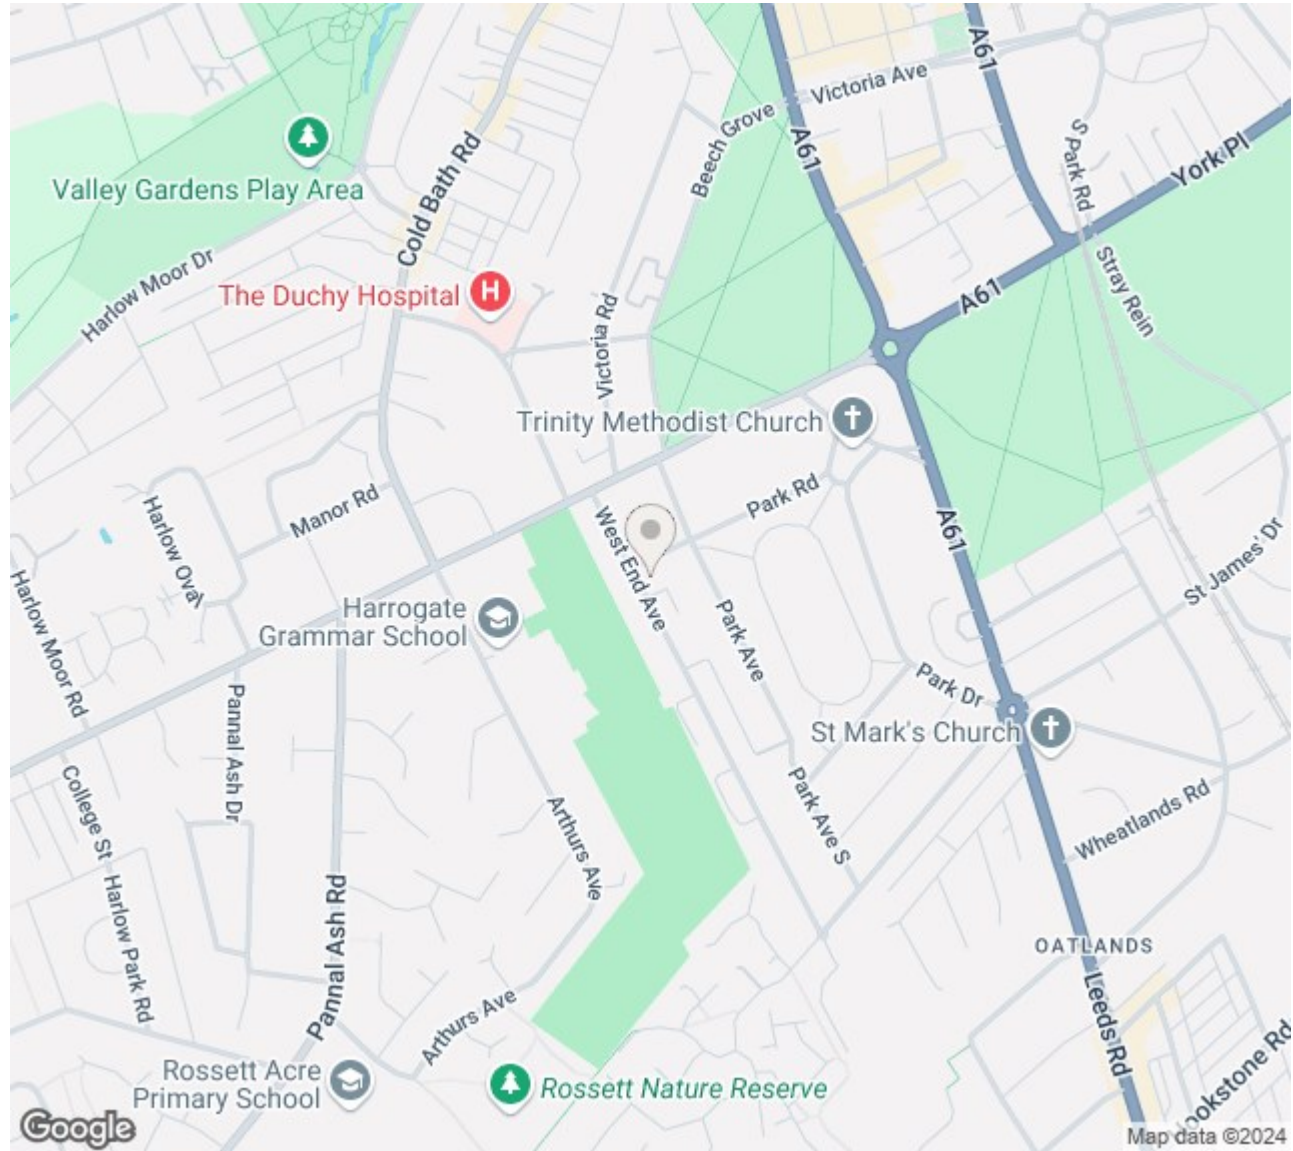 A61
A61
Victoria Ave
Beech Grove
S Park Rd
York Pl
Valley Gardens Play Area
Cold Bath Rd
Harlow Moor Dr
The Duchy Hospital
H
Stray Rein
A61
Victoria Rd
Trinity Methodist Church
Park Rd
Manor Rd
Harlow Oval
West End Ave
A61
St James' Dr
Harlow Moor Rd
Harrogate
Grammar School
Park Ave
Park Dr
Pannal Ash Dr
St Mark's Church
College St
Park Ave S
Wheatlands Rd
Arthurs Ave
Harlow Park Rd
Pannal Ash Rd
OATLANDS
Leeds Rd
Arthurs Ave
Hookstone Rd
Rossett Acre
Primary School
Rossett Nature Reserve
Google
Map data ©2024